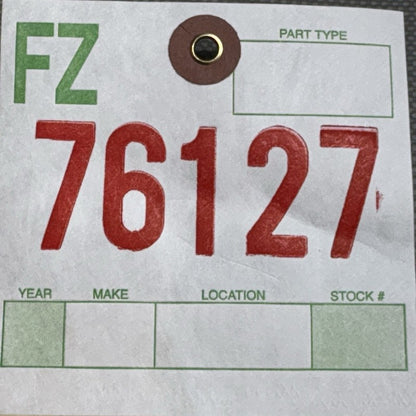 FZ
PART TYPE
76127
YEAR MAKE LOCATION STOCK #